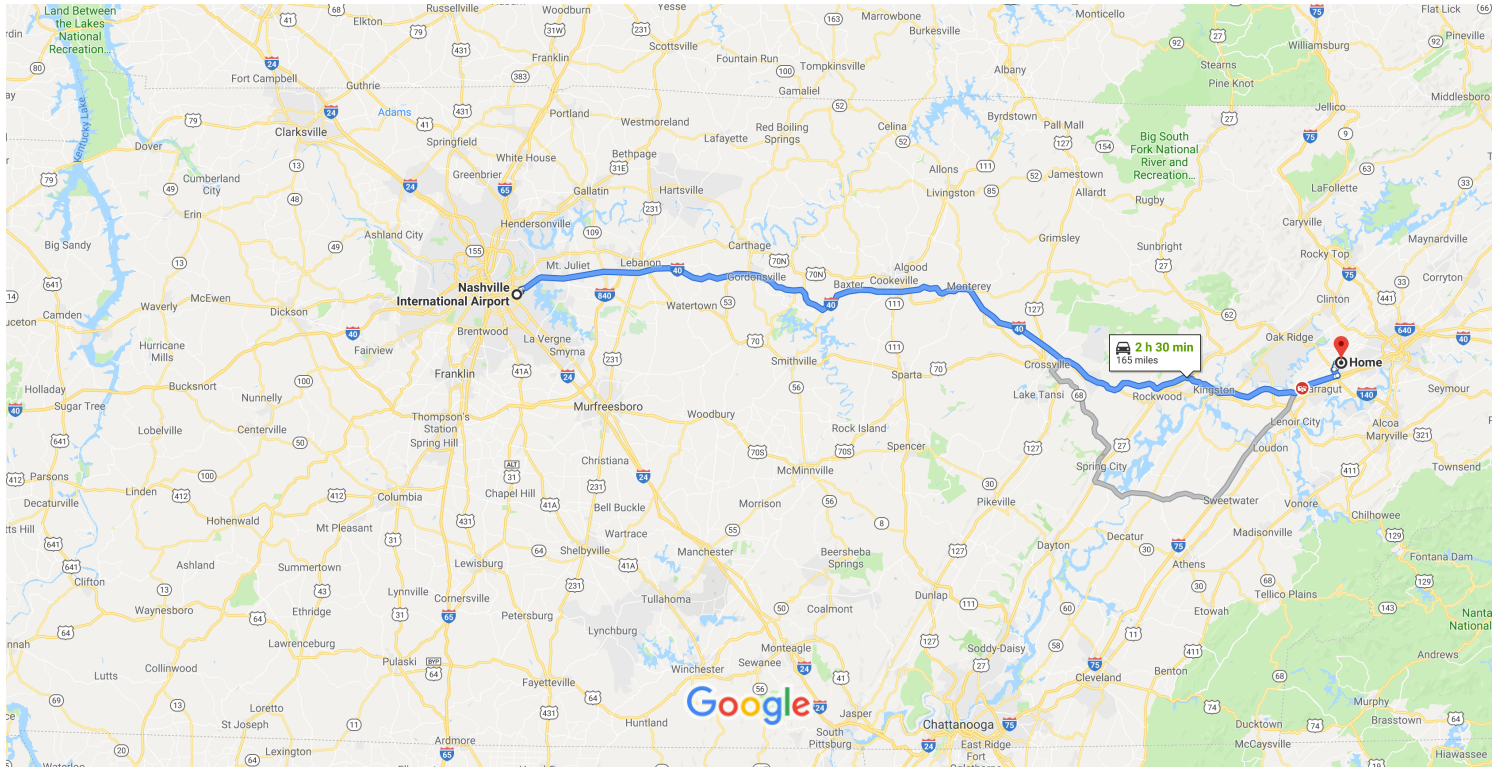 Land Between
the Lakes
National
Recreation...
Russellville
Woodburn
Yesse
Marrowbone
Monticello
Flat Lick
Elkton
Scottsville
Burkesville
Williamsburg
Pineville
Franklin
Fountain Run
Tompkinsville
Albany
Stearns
Fort Campbell
Guthrie
Gamaliel
Pine Knot
Middlesboro
Kentucky Lake
Adams
Portland
Westmoreland
Celina
Byrdstown
Jellico
Clarksville
Springfield
Lafayette
Red Boiling
Springs
Pall Mall
Big South
Fork National
River and
Recreation...
Dover
White House
Bethpage
Allons
Jamestown
Cumberland
City
Greenbrier
Gallatin
Hartsville
Livingston
Allardt
Rugby
LaFollette
Erin
Hendersonville
Caryville
Big Sandy
Ashland City
Carthage
Grimsley
Sunbright
Maynardville
Mt. Juliet
Lebanon
Gordonsville
Algood
Cookeville
Baxter
Monterey
Rocky Top
Corryton
Nashville
International Airport
McEwen
Waverly
Dickson
Camden
Watertown
Clinton
Brentwood
La Vergne
Smyrna
Oak Ridge
Hurricane
Mills
Fairview
Smithville
Crossville
2 h 30 min
165 miles
Home
Franklin
Sparta
Rockwood
Kingston
Holladay
Bucksnort
Nunnelly
Lake Tansi
Seymour
Sugar Tree
Murfreesboro
Woodbury
Lobelville
Centerville
Thompson's
Station
Spring Hill
Rock Island
Spencer
Lenoir City
Alcoa
Maryville
Loudon
Christiana
McMinnville
Spring City
Townsend
Parsons
Linden
Columbia
Chapel Hill
Morrison
Pikeville
Sweetwater
Vonore
Decaturville
Hohenwald
Mt Pleasant
Bell Buckle
Chilhowee
Wartrace
Madisonville
Decatur
Dayton
Shelbyville
Manchester
Beersheba
Springs
Fontana Dam
Ashland
Summertown
Lewisburg
Athens
Clifton
Lynnville
Cornersville
Tullahoma
Dunlap
Tellico Plains
Waynesboro
Ethridge
Petersburg
Coalmont
Etowah
Lynchburg
Lawrenceburg
Monteagle
Soddy-Daisy
Pulaski
Sewanee
Winchester
Andrews
Collinwood
Lutts
Fayetteville
Benton
Cleveland
Google
Loretto
St Joseph
Huntland
Jasper
Chattanooga
Murphy
Brasstown
Ducktown
Ardmore
South
Pittsburg
East Ridge
Fort
McCaysville
Lexington
Hiawassee